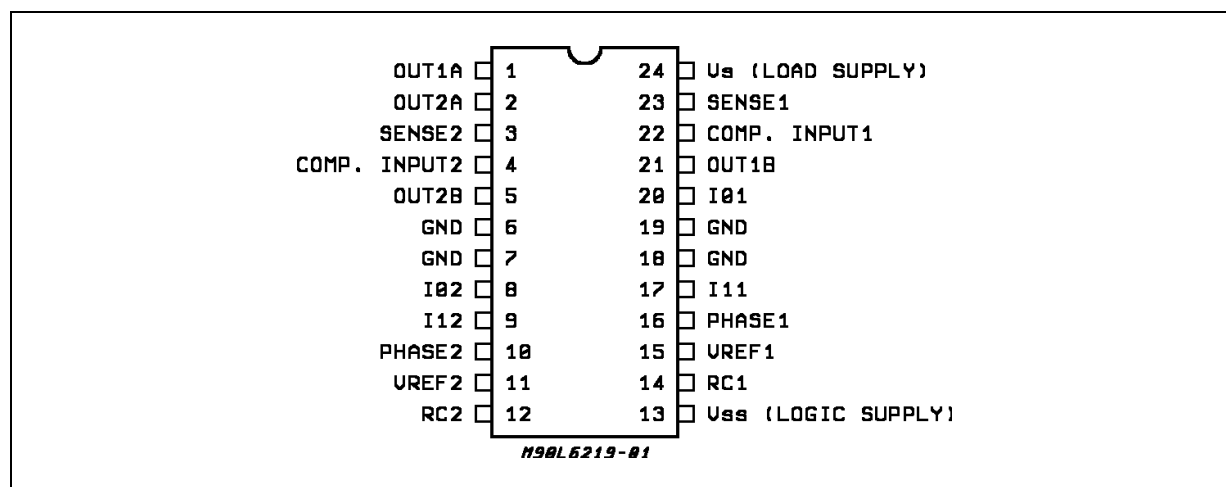 OUT1A 1 24 Vs (LOAD SUPPLY)
OUT2A 2 23 SENSE1
SENSE2 3 22 COMP. INPUT1
COMP. INPUT2 4 21 OUT1B
OUT2B 5 20 I01
GND 6 19 GND
GND 7 18 GND
I02 8 17 I11
I12 9 16 PHASE1
PHASE2 10 15 VREF1
VREF2 11 14 RC1
RC2 12 13 Vss (LOGIC SUPPLY)
M90L6219-01